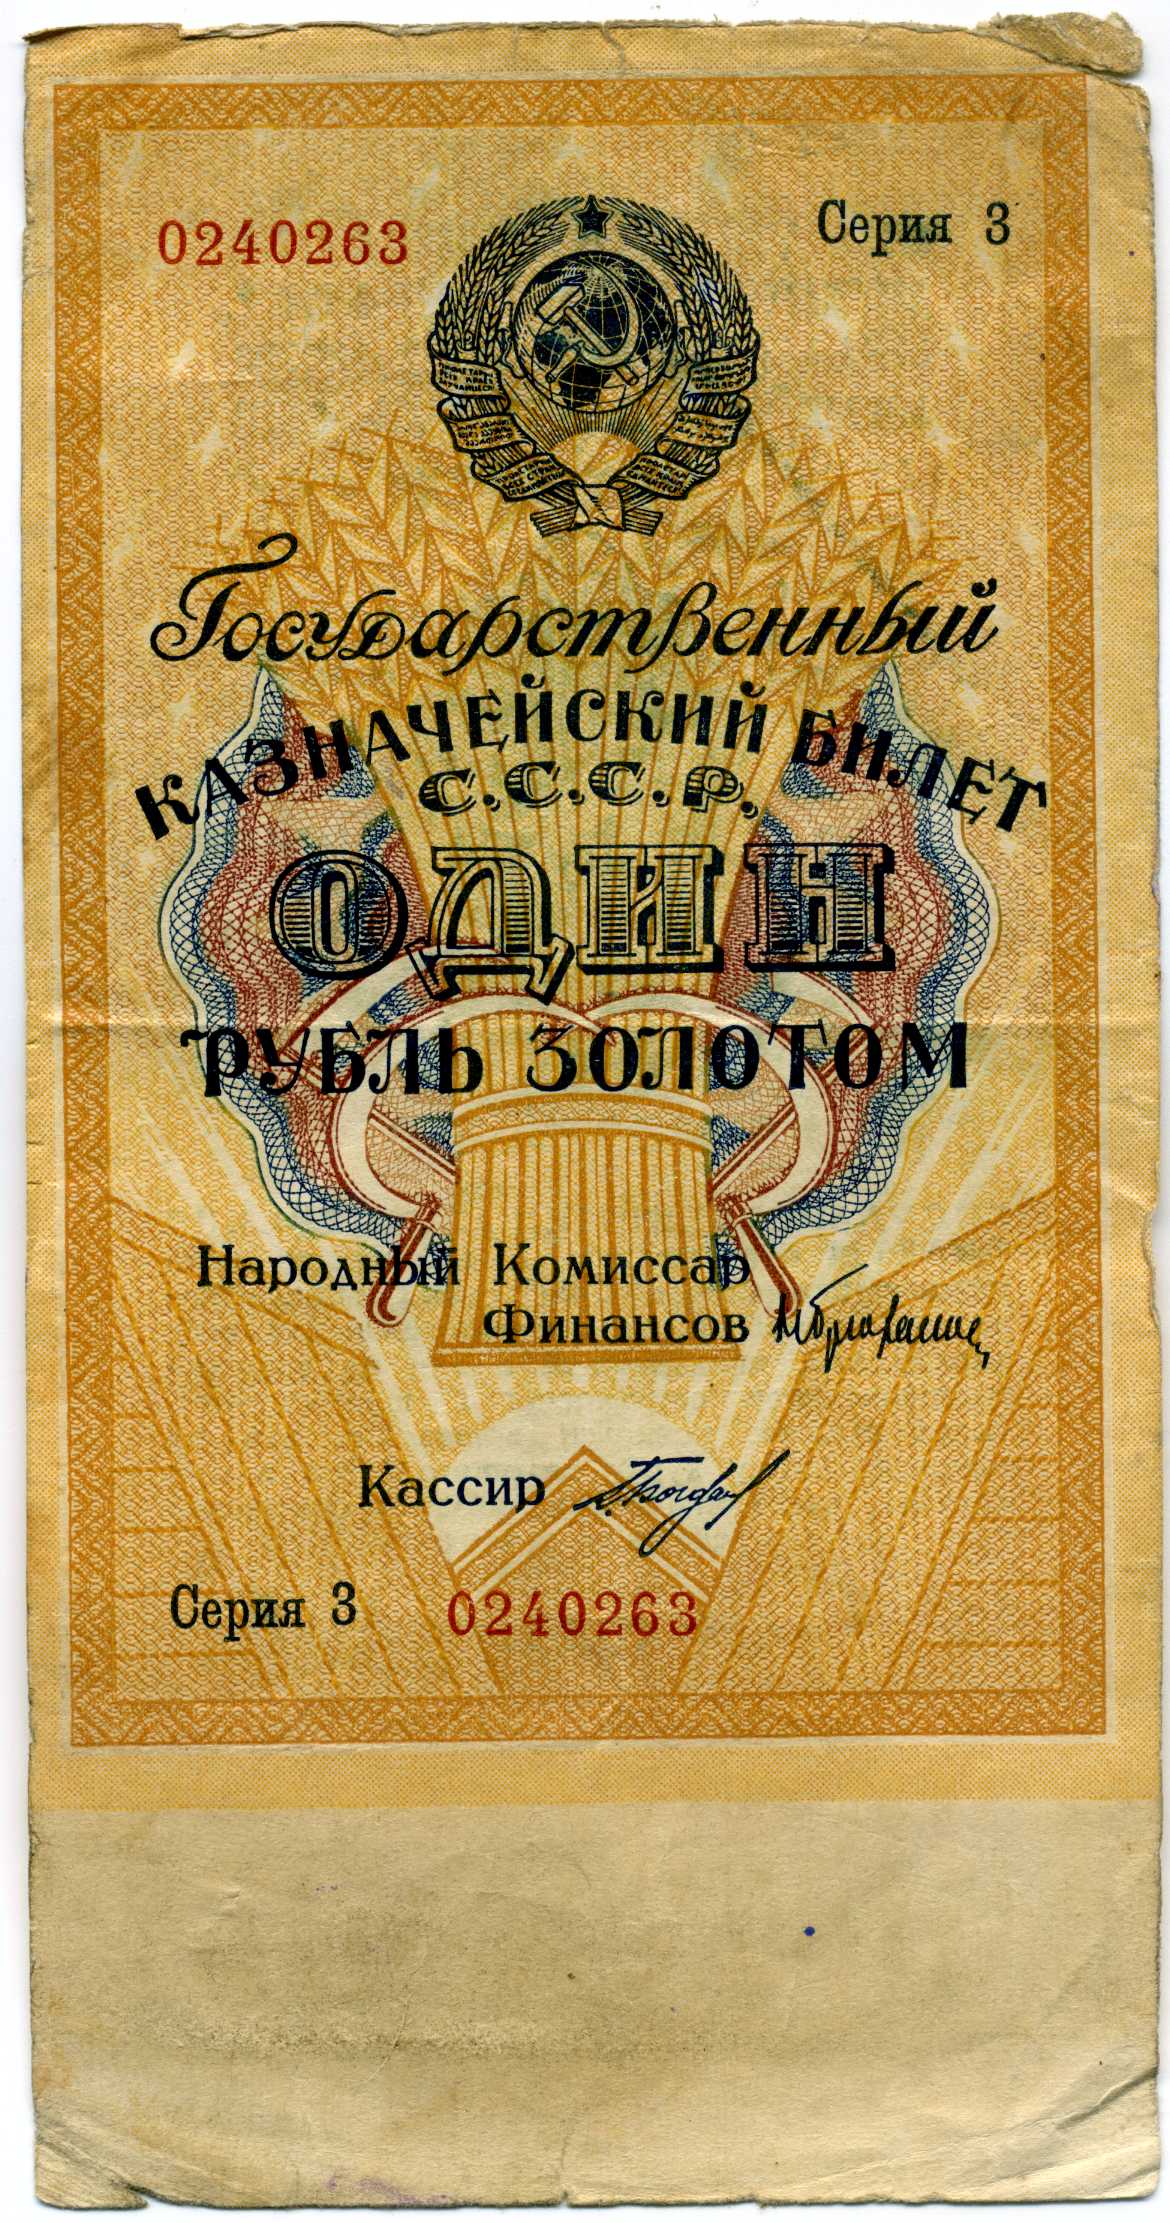 0240263 Серия 3
Государственный
КАЗНАЧЕЙСКИЙ БИЛЕТ
С.С.С.Р.
ОДИН
РУБЛЬ ЗОЛОТОМ
Народный Комиссар
Финансов
Кассир
Серия 3 0240263